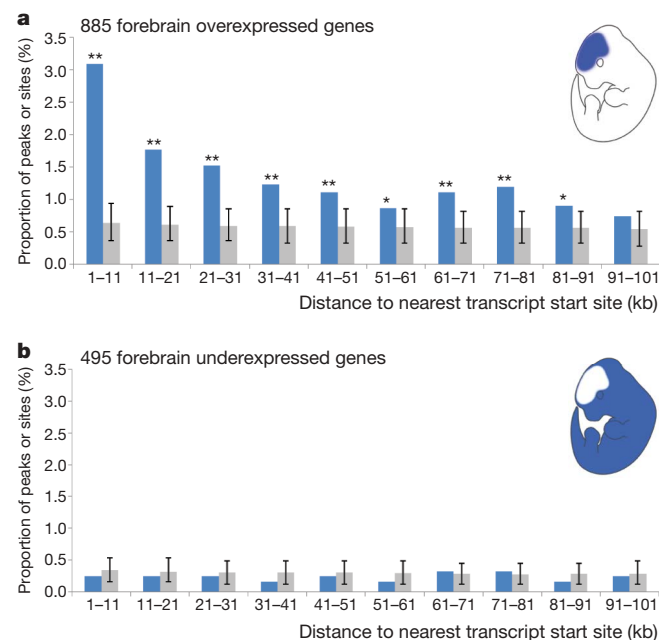 a
885 forebrain overexpressed genes
Proportion of peaks or sites (%)
3.5
3.0
2.5
2.0
1.5
1.0
0.5
0.0
** ** ** ** ** * ** ** *
1–11 11–21 21–31 31–41 41–51 51–61 61–71 71–81 81–91 91–101
Distance to nearest transcript start site (kb)
b
495 forebrain underexpressed genes
Proportion of peaks or sites (%)
3.5
3.0
2.5
2.0
1.5
1.0
0.5
0.0
1–11 11–21 21–31 31–41 41–51 51–61 61–71 71–81 81–91 91–101
Distance to nearest transcript start site (kb)